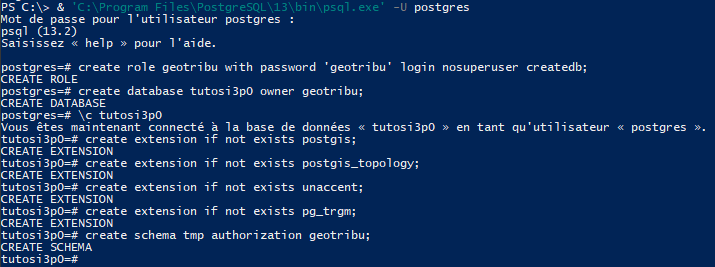 PS C:\> & 'C:\Program Files\PostgreSQL\13\bin\psql.exe' -U postgres
Mot de passe pour l'utilisateur postgres :
psql (13.2)
Saisissez « help » pour l'aide.
postgres=# create role geotribu with password 'geotribu' login nosuperuser createdb;
CREATE ROLE
postgres=# create database tutosi3p0 owner geotribu;
CREATE DATABASE
postgres=# \c tutosi3p0
Vous êtes maintenant connecté à la base de données « tutosi3p0 » en tant qu'utilisateur « postgres ».
tutosi3p0=# create extension if not exists postgis;
CREATE EXTENSION
tutosi3p0=# create extension if not exists postgis_topology;
CREATE EXTENSION
tutosi3p0=# create extension if not exists unaccent;
CREATE EXTENSION
tutosi3p0=# create extension if not exists pg_trgm;
CREATE EXTENSION
tutosi3p0=# create schema tmp authorization geotribu;
CREATE SCHEMA
tutosi3p0=#